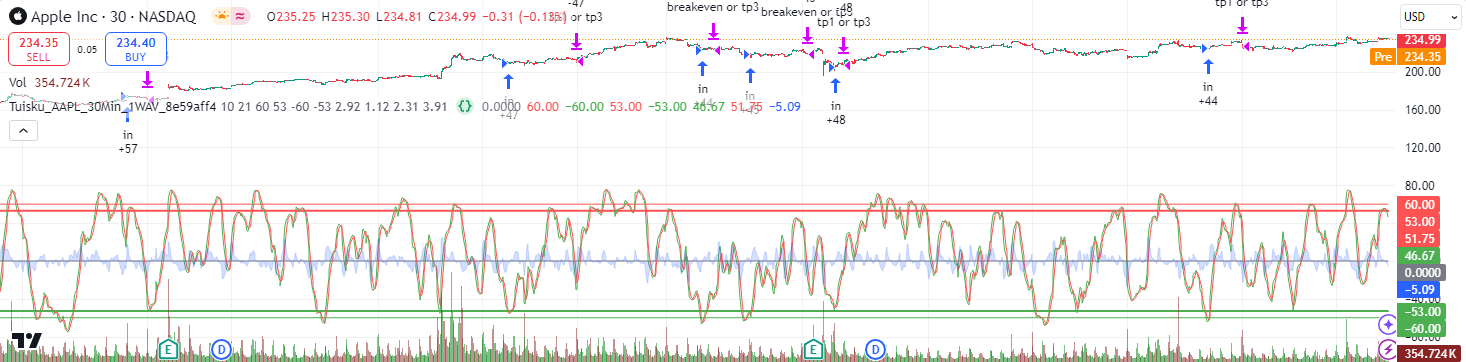 Apple Inc · 30 · NASDAQ O235.25 H235.30 L234.81 C234.99 −0.31 (−0.13%)
234.35 SELL 0.05 234.40 BUY
Vol 354.724 K
Tuisku_AAPL_30Min_1WAV_8e59aff4 10 21 60 53 -60 -53 2.92 1.12 2.31 3.91 0.0000 60.00 −60.00 53.00 −53.00 46.67 51.75 −5.09
in
+57
in
+47
-47
tp1 or tp3
breakeven or tp3
in
+44
in
+45
breakeven or tp3
-48
tp1 or tp3
in
+48
tp1 or tp3
in
+44
USD
234.99
Pre 234.35
200.00
160.00
120.00
80.00
60.00
53.00
51.75
46.67
0.0000
−5.09
−40.00
−53.00
−60.00
354.724 K
E
D
E
D